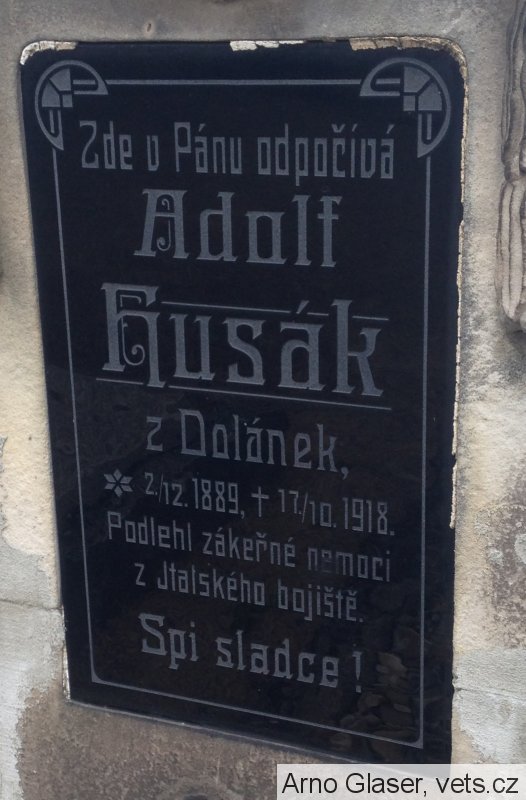 Zde v Pánu odpočívá
Adolf
Husák
z Dolánek,
* 2./12. 1889, † 17./10. 1918.
Podlehl zákeřné nemoci
z Jtalského bojiště.
Spi sladce!
Arno Glaser, vets.cz